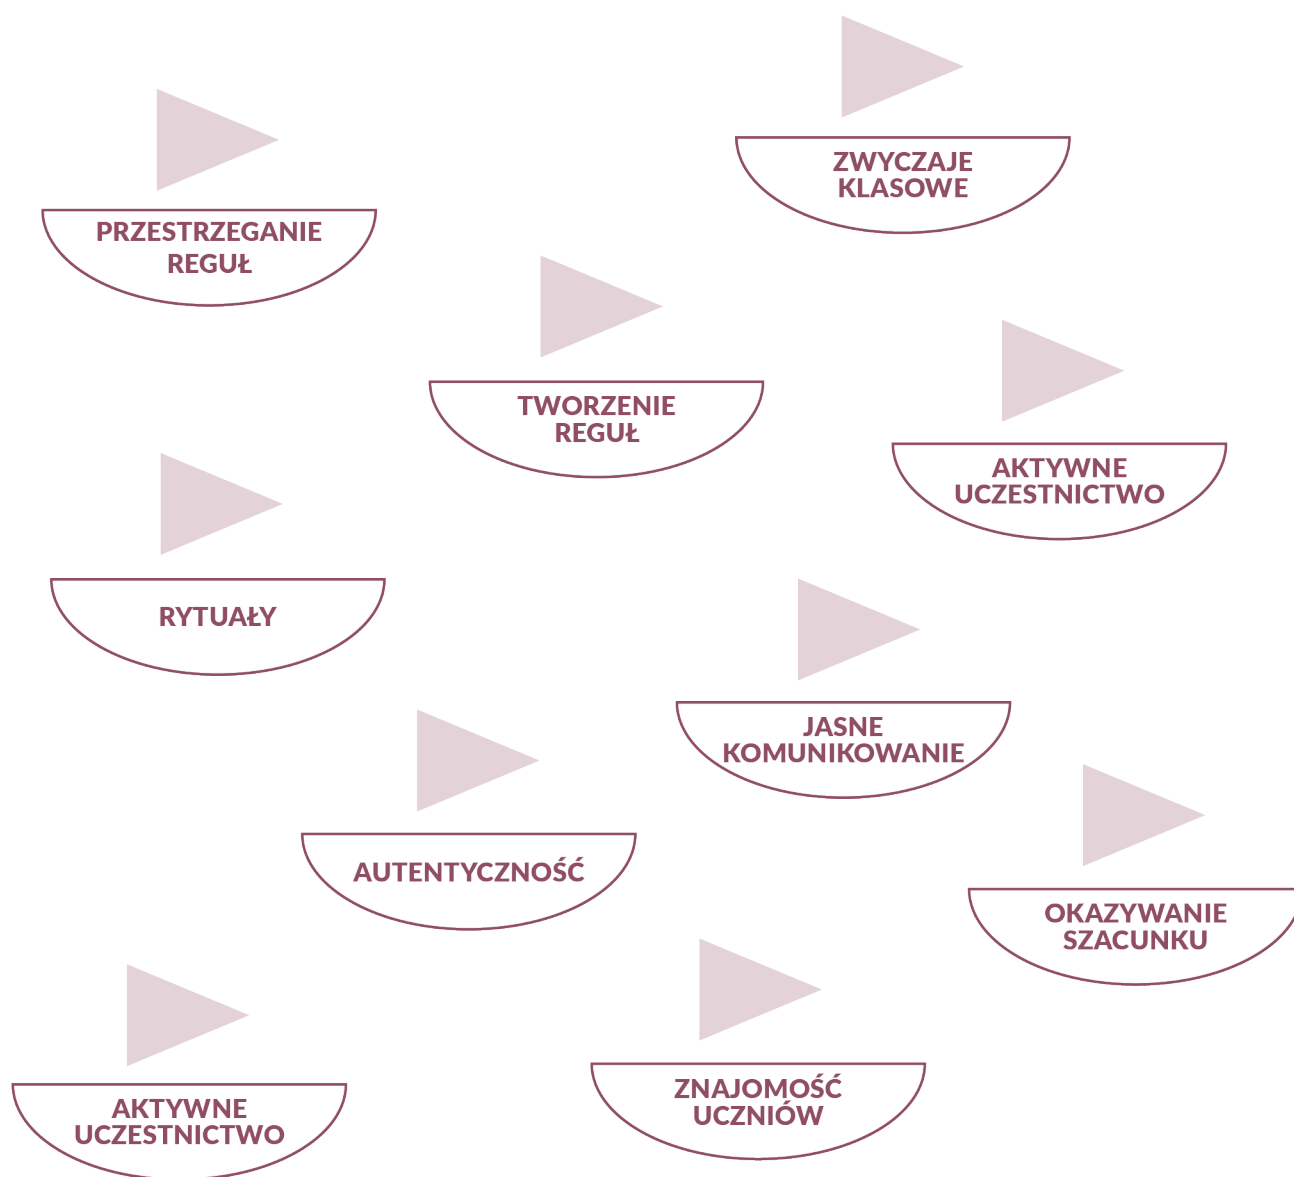 ZWYCZAJE
KLASOWE
PRZESTRZEGANIE
REGUŁ
TWORZENIE
REGUŁ
AKTYWNE
UCZESTNICTWO
RYTUAŁY
JASNE
KOMUNIKOWANIE
AUTENTYCZNOŚĆ
OKAZYWANIE
SZACUNKU
ZNAJOMOŚĆ
UCZNIÓW
AKTYWNE
UCZESTNICTWO